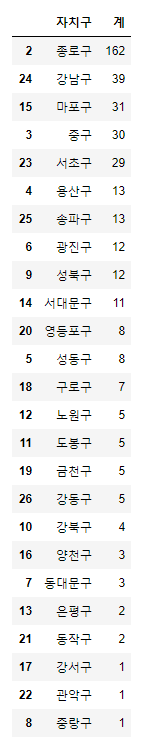 자치구 계
2 종로구 162
24 강남구 39
15 마포구 31
3 중구 30
23 서초구 29
4 용산구 13
25 송파구 13
6 광진구 12
9 성북구 12
14 서대문구 11
20 영등포구 8
5 성동구 8
18 구로구 7
12 노원구 5
11 도봉구 5
19 금천구 5
26 강동구 5
10 강북구 4
16 양천구 3
7 동대문구 3
13 은평구 2
21 동작구 2
17 강서구 1
22 관악구 1
8 중랑구 1